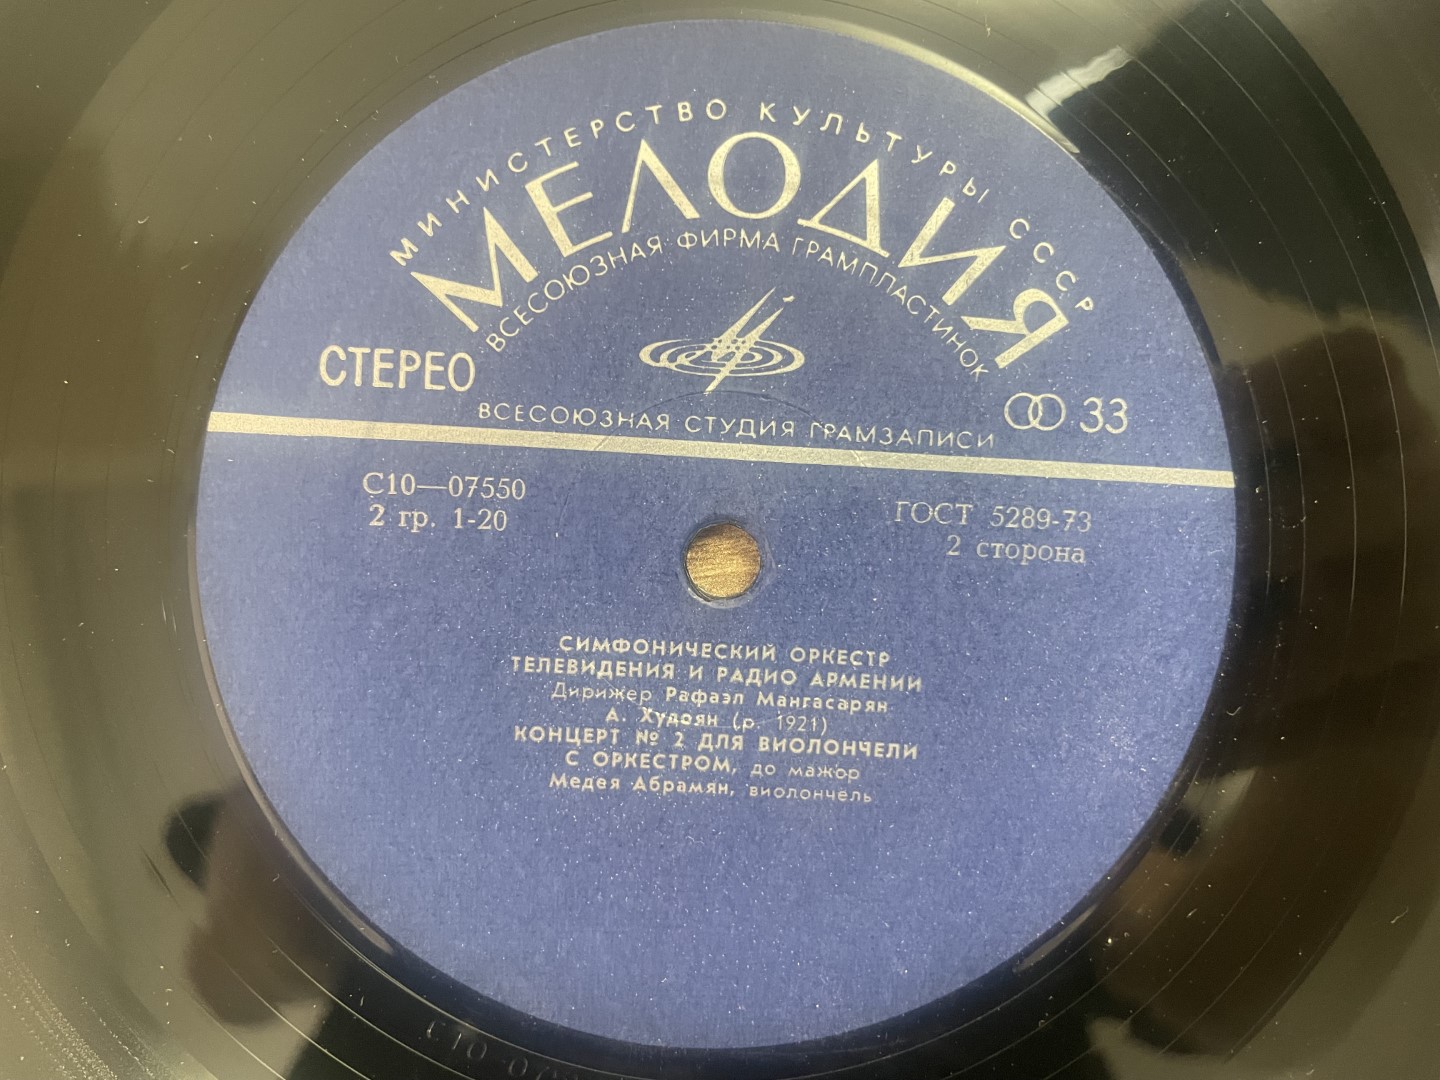 МИНИСТЕРСТВО КУЛЬТУРЫ СССР
МЕЛОДИЯ
ВСЕСОЮЗНАЯ ФИРМА ГРАМПЛАСТИНОК
СТЕРЕО
33
ВСЕСОЮЗНАЯ СТУДИЯ ГРАМЗАПИСИ
С10—07550
2 гр. 1-20
ГОСТ 5289-73
2 сторона
СИМФОНИЧЕСКИЙ ОРКЕСТР
ТЕЛЕВИДЕНИЯ И РАДИО АРМЕНИИ
Дирижер Рафаэл Мангасарян
А. Худоян (р. 1921)
КОНЦЕРТ № 2 ДЛЯ ВИОЛОНЧЕЛИ
С ОРКЕСТРОМ, до мажор
Медея Абрамян, виолончель